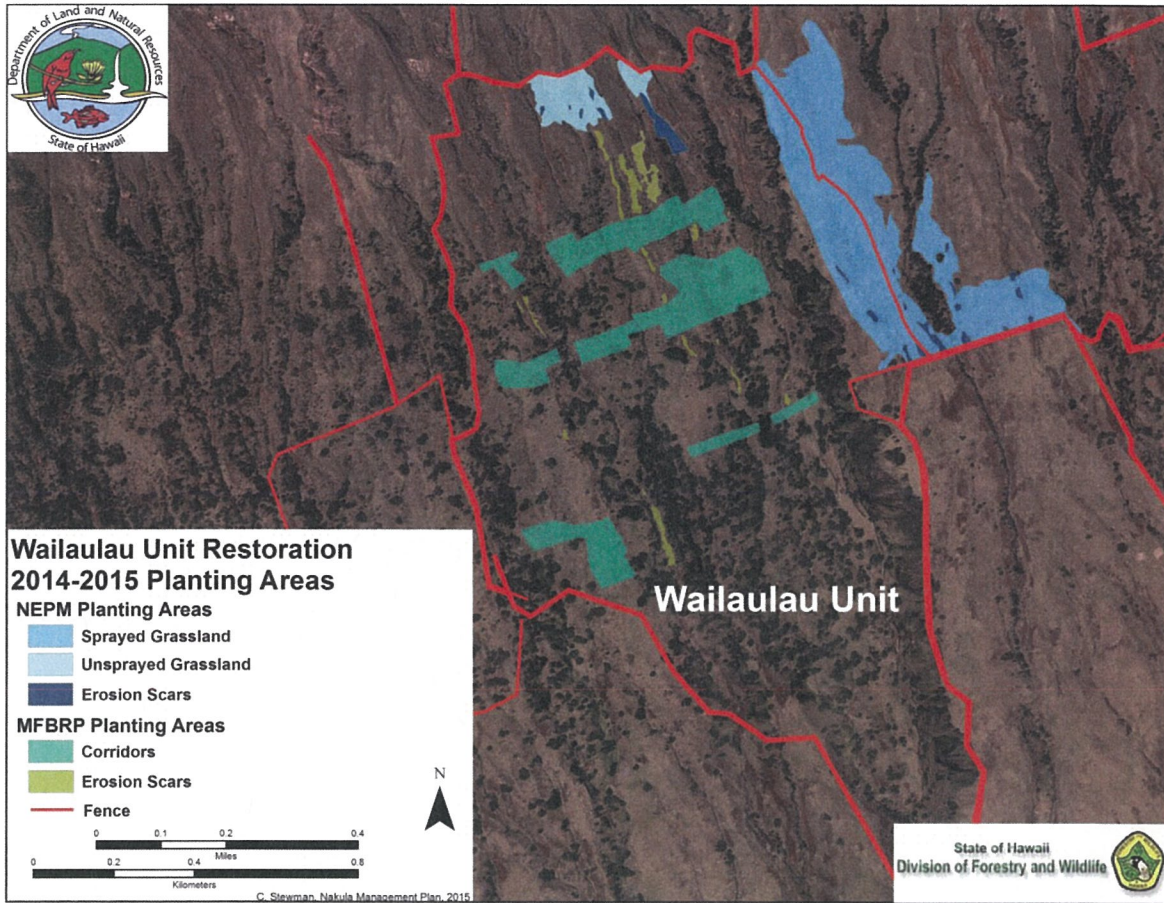 Department of Land and Natural Resources
State of Hawaii
Wailaulau Unit
Wailaulau Unit Restoration
2014-2015 Planting Areas
NEPM Planting Areas
Sprayed Grassland
Unsprayed Grassland
Erosion Scars
MFBRP Planting Areas
Corridors
Erosion Scars
Fence
N
0 0.1 0.2 0.4
Miles
0 0.2 0.4 0.8
Kilometers
C. Stewman, Nakula Management Plan, 2015
State of Hawaii
Division of Forestry and Wildlife